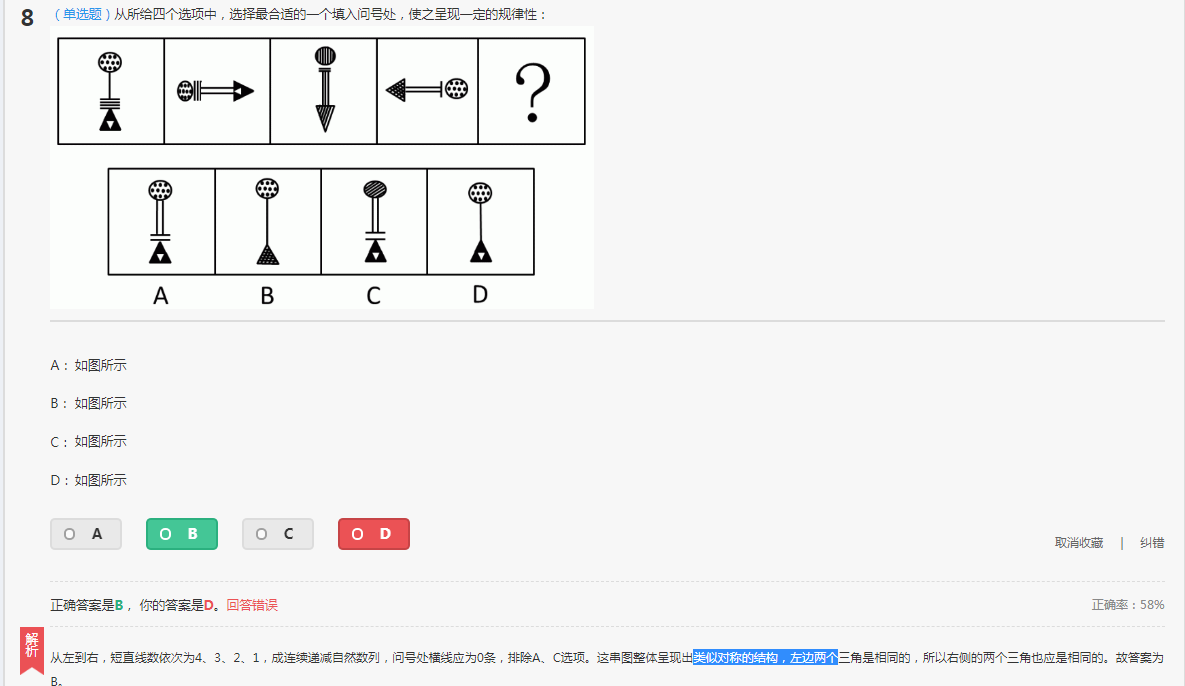 8 （单选题）从所给四个选项中，选择最合适的一个填入问号处，使之呈现一定的规律性：
?
A B C D
A： 如图所示
B： 如图所示
C： 如图所示
D： 如图所示
A B C D
取消收藏 | 纠错
正确答案是B， 你的答案是D。回答错误 正确率：58%
解析
从左到右，短直线数依次为4、3、2、1，成连续递减自然数列，问号处横线应为0条，排除A、C选项。这串图整体呈现出类似对称的结构，左边两个三角是相同的，所以右侧的两个三角也应是相同的。故答案为
B。